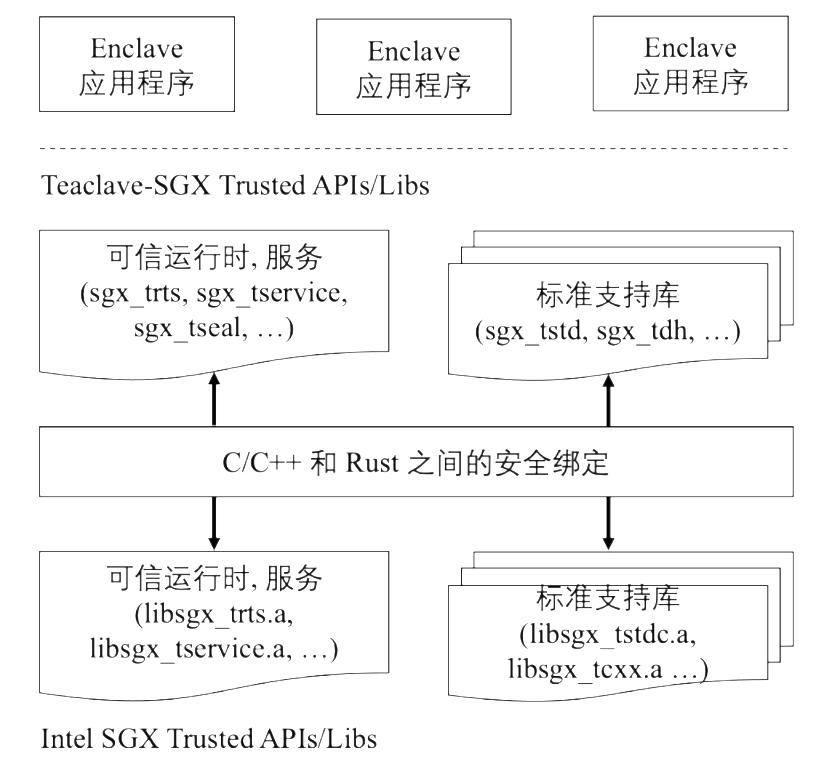 Enclave
应用程序
Enclave
应用程序
Enclave
应用程序
Teaclave-SGX Trusted APIs/Libs
可信运行时, 服务
(sgx_trts, sgx_tservice,
sgx_tseal, …)
标准支持库
(sgx_tstd, sgx_tdh, …)
C/C++ 和 Rust 之间的安全绑定
可信运行时, 服务
(libsgx_trts.a,
libsgx_tservice.a, …)
标准支持库
(libsgx_tstdc.a,
libsgx_tcxx.a …)
Intel SGX Trusted APIs/Libs